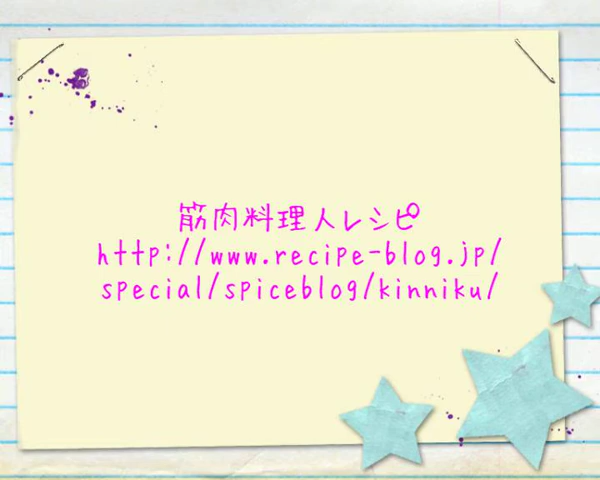 筋肉料理人レシピ
http://www.recipe-blog.jp/
special/spiceblog/kinniku/